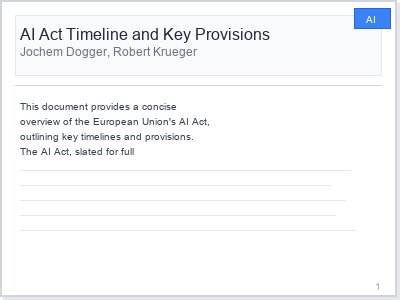 AI
AI Act Timeline and Key Provisions
Jochem Dogger, Robert Krueger
This document provides a concise
overview of the European Union's AI Act,
outlining key timelines and provisions.
The AI Act, slated for full
1